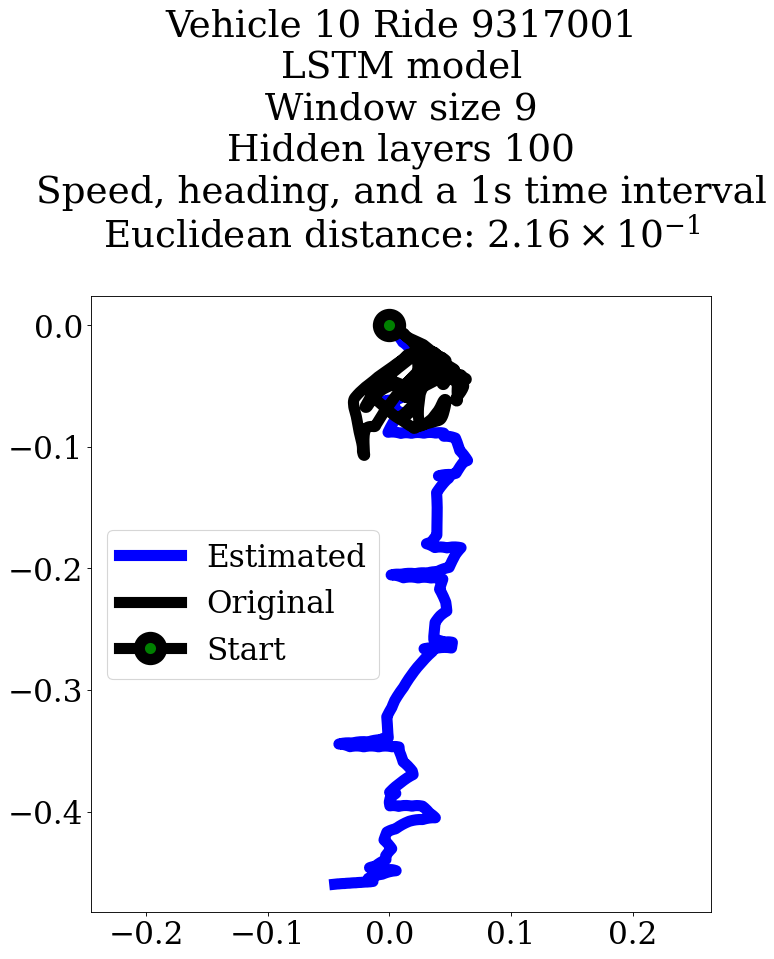 Vehicle 10 Ride 9317001
LSTM model
Window size 9
Hidden layers 100
Speed, heading, and a 1s time interval
Euclidean distance: 2.16 × 10⁻¹
0.0
−0.1
−0.2
−0.3
−0.4
Estimated
Original
Start
−0.2 −0.1 0.0 0.1 0.2